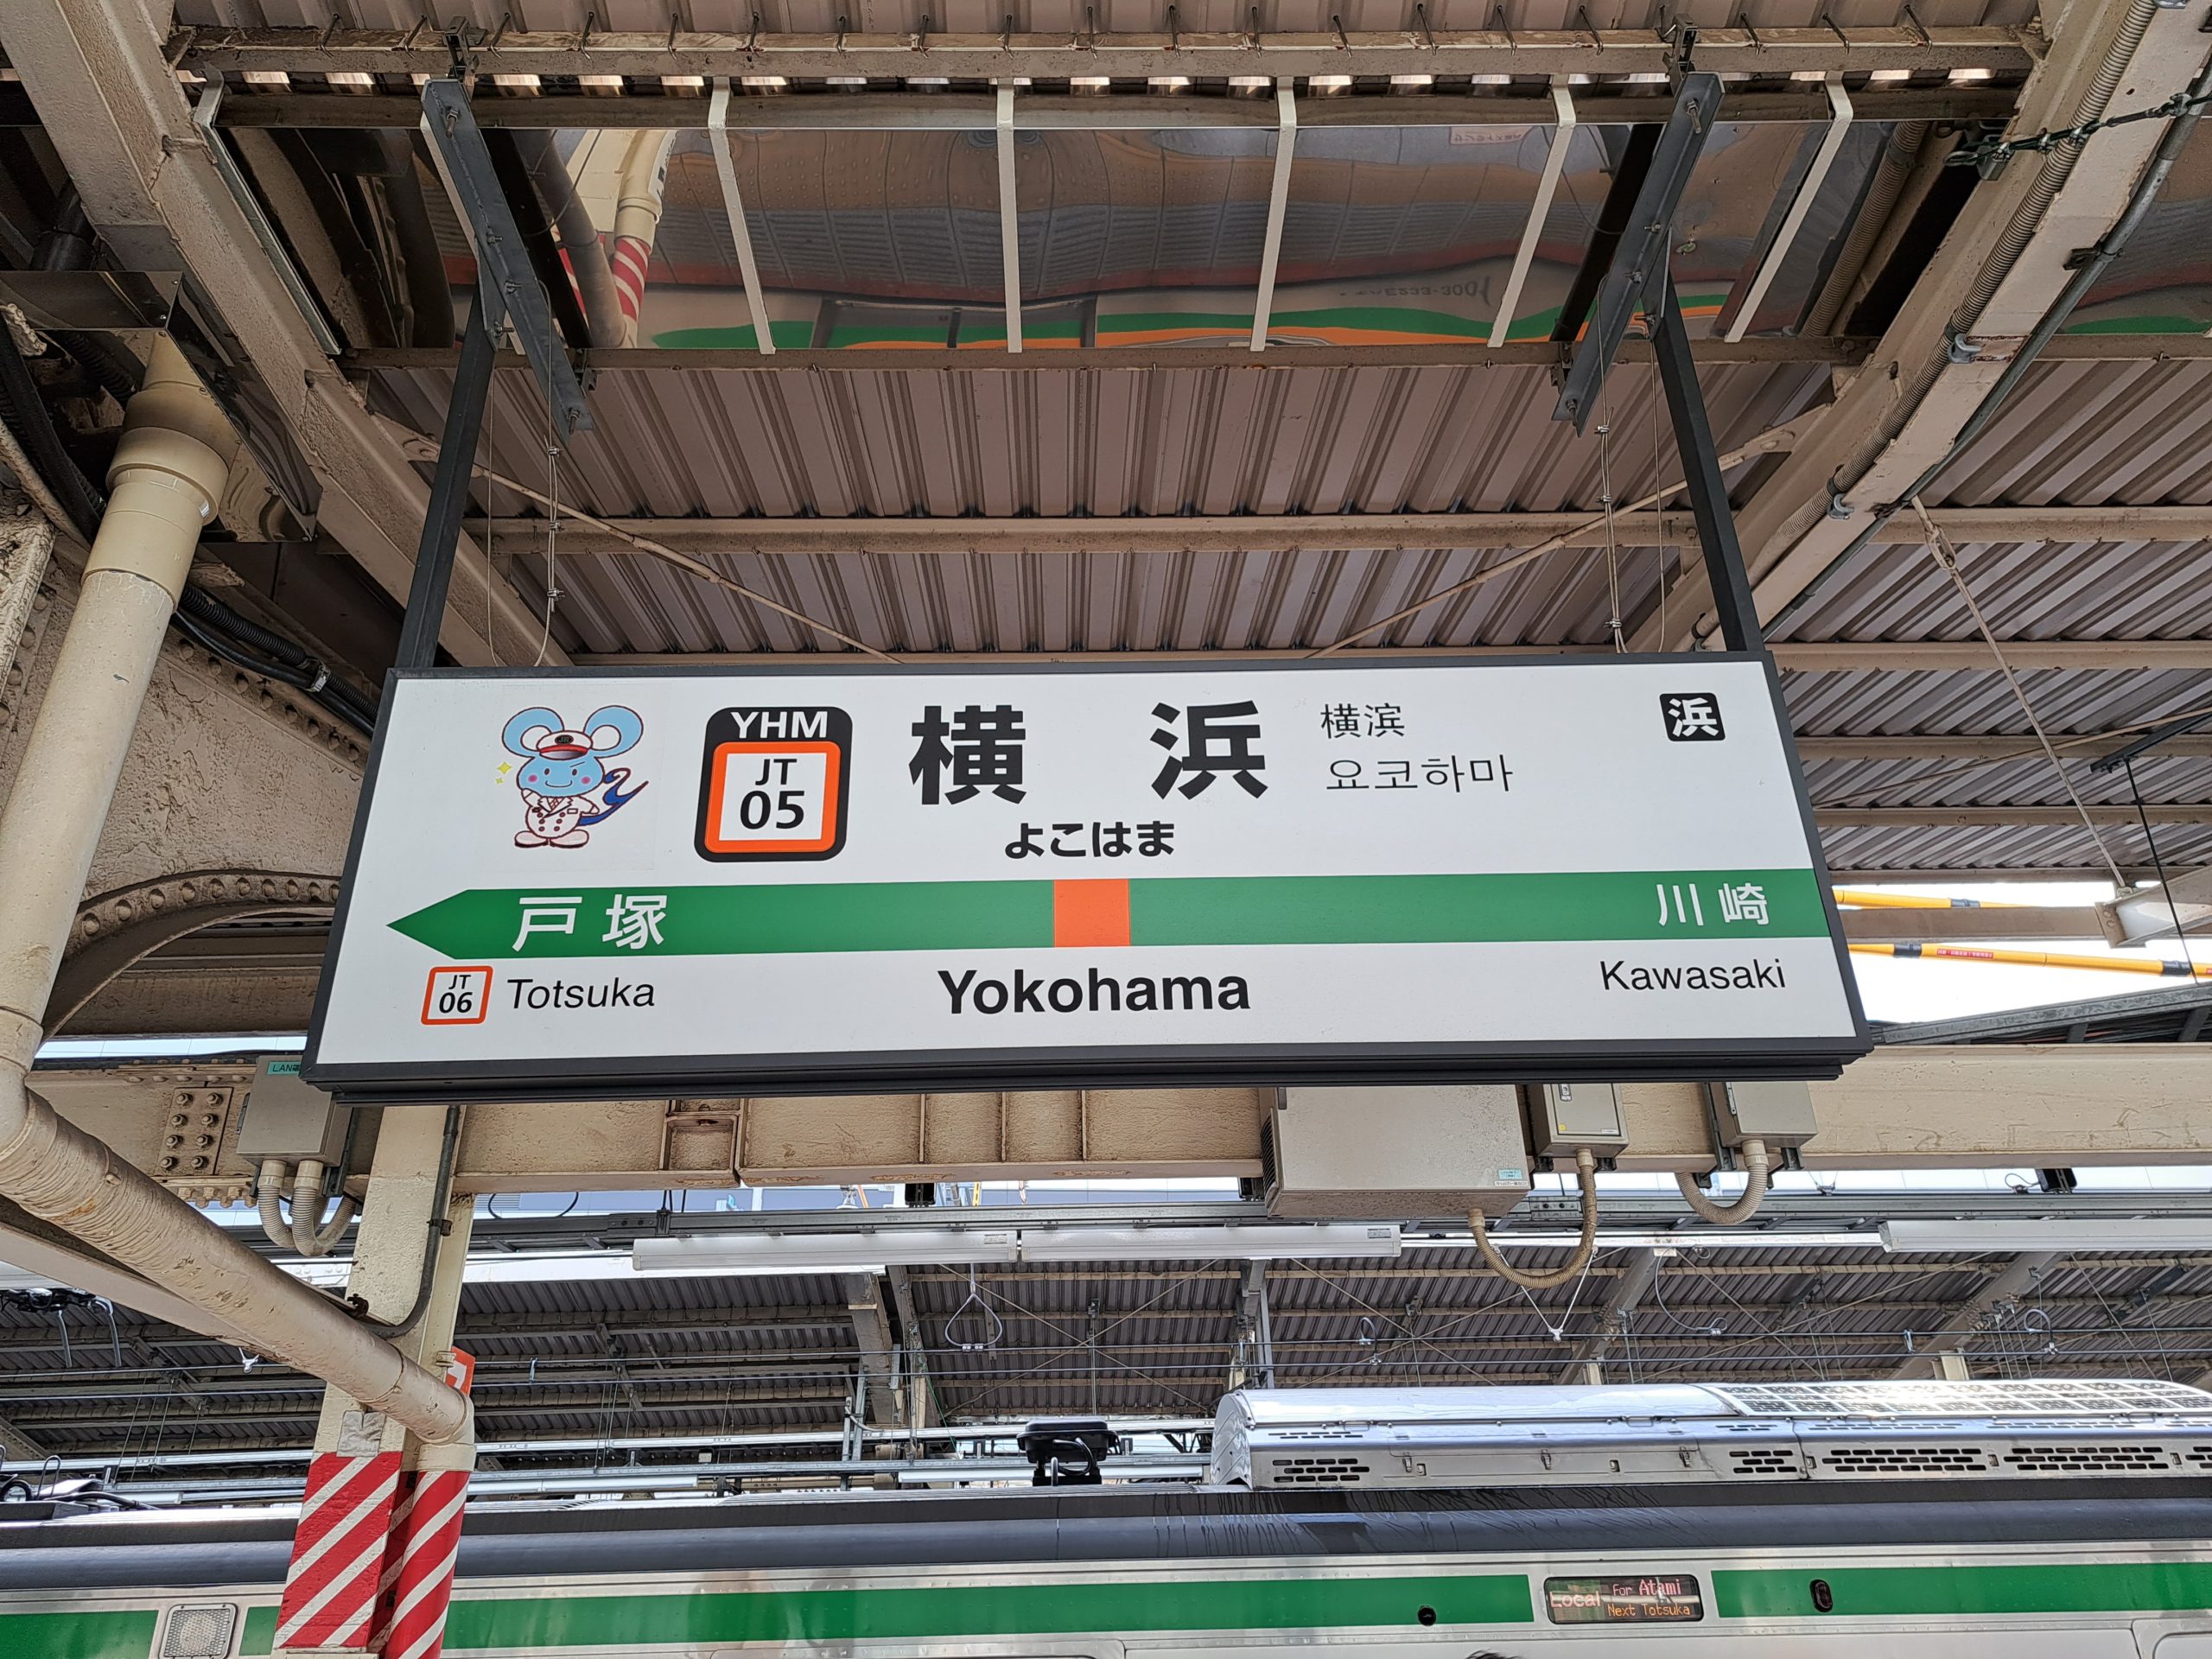 YHM
JT
05
横浜
よこはま
横滨
요코하마
浜
戸塚
川崎
JT
06
Totsuka
Yokohama
Kawasaki
Local
For Atami
Next Totsuka